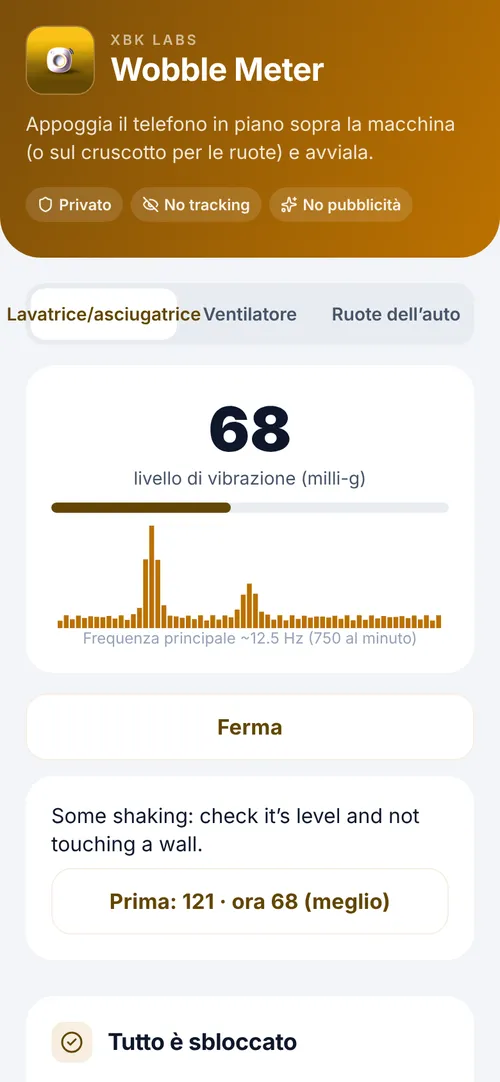 XBK LABS
Wobble Meter
Appoggia il telefono in piano sopra la macchina
(o sul cruscotto per le ruote) e avviala.
Privato
No tracking
No pubblicità
Lavatrice/asciugatrice
Ventilatore
Ruote dell’auto
68
livello di vibrazione (milli-g)
Frequenza principale ~12.5 Hz (750 al minuto)
Ferma
Some shaking: check it’s level and not
touching a wall.
Prima: 121 · ora 68 (meglio)
Tutto è sbloccato